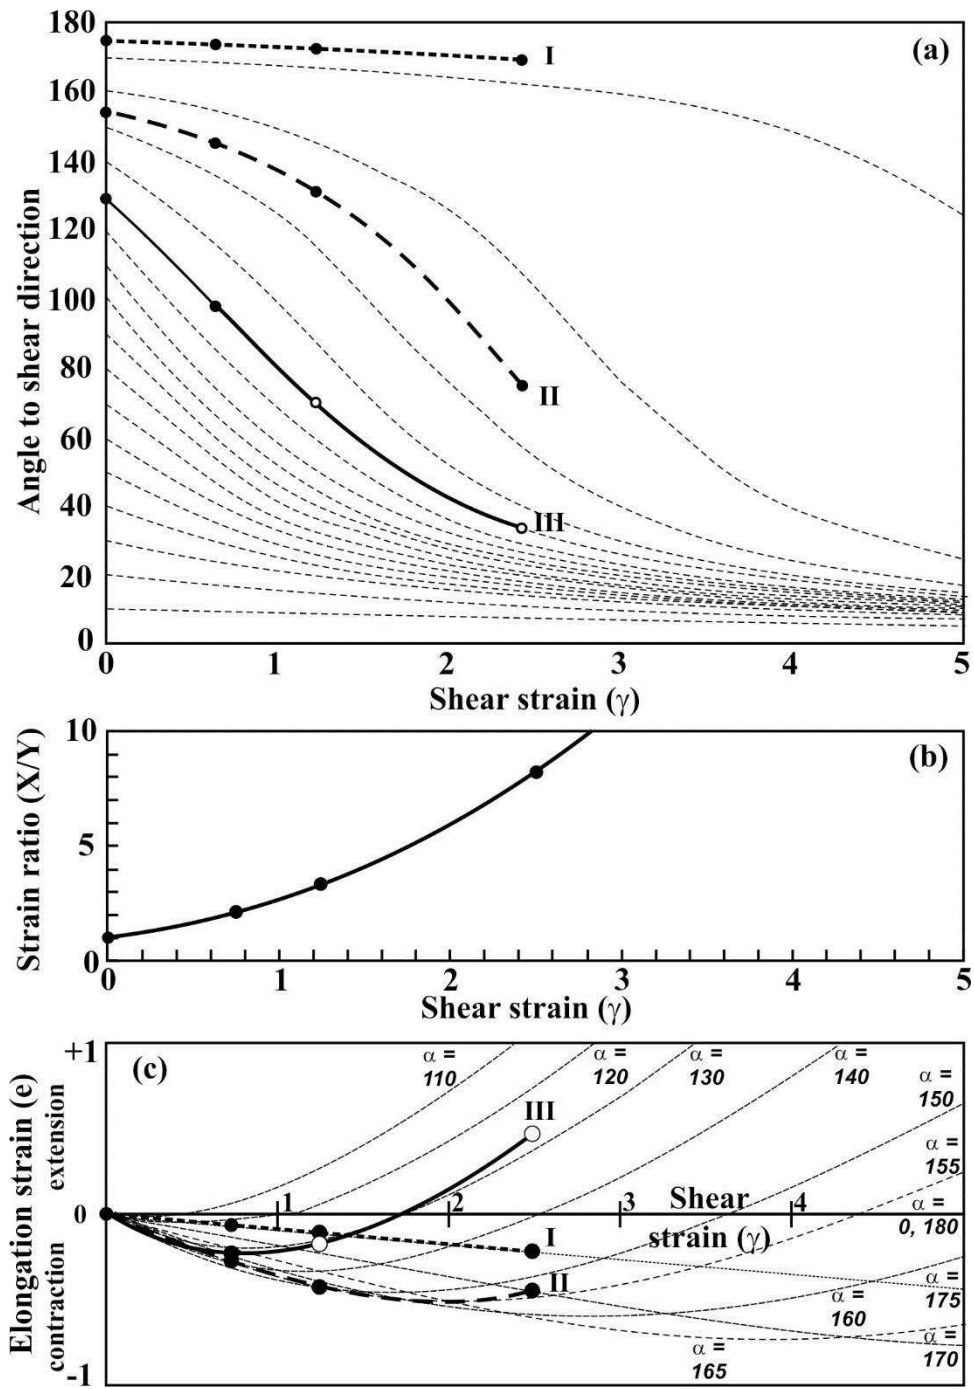 180
(a)
I
160
140
120
100
80
II
60
40
III
20
0
Angle to shear direction
0 1 2 3 4 5
Shear strain (γ)
10
(b)
5
0
Strain ratio (X/Y)
0 1 2 3 4 5
Shear strain (γ)
+1
(c)
α = 110
α = 120
α = 130
α = 140
α = 150
III
α = 155
0
1 2 3 4
Shear
strain (γ)
α = 0, 180
I
II
α = 175
α = 160
α = 165
α = 170
-1
Elongation strain (e)
contraction extension